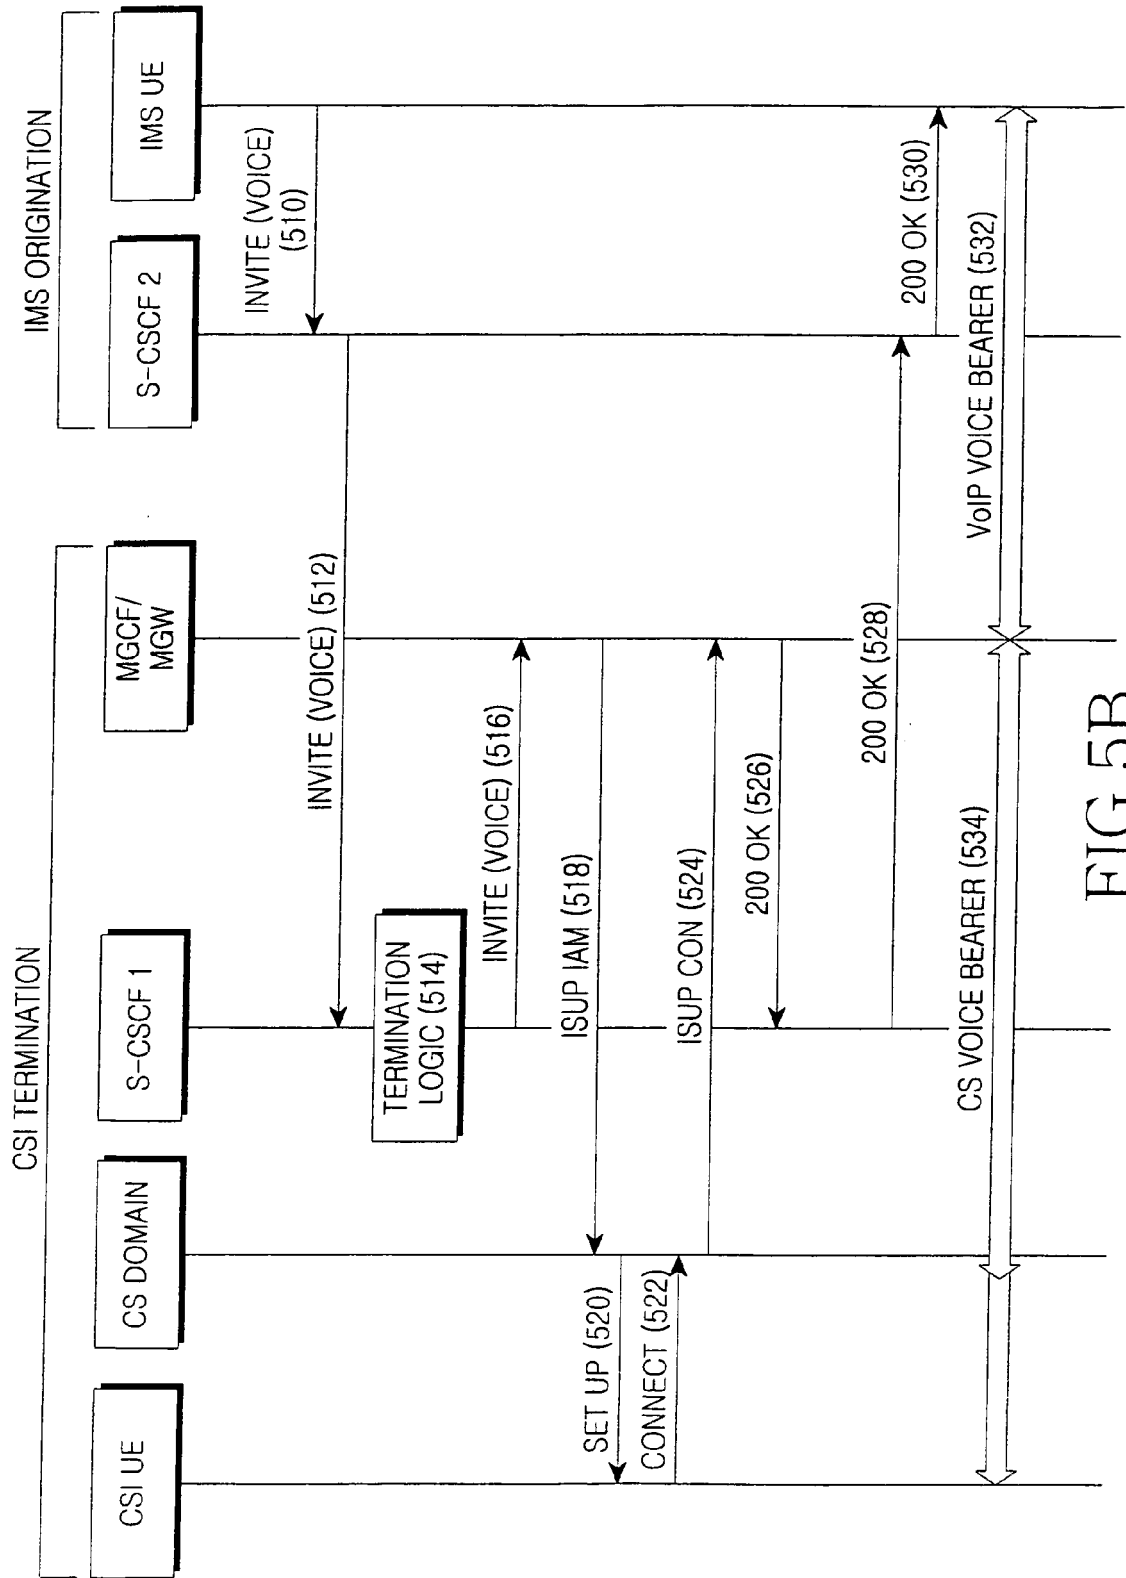 CSI TERMINATION
IMS ORIGINATION
CSI UE
CS DOMAIN
S-CSCF 1
MGCF/
MGW
S-CSCF 2
IMS UE
INVITE (VOICE)
(510)
INVITE (VOICE) (512)
TERMINATION
LOGIC (514)
INVITE (VOICE) (516)
ISUP IAM (518)
SET UP (520)
CONNECT (522)
ISUP CON (524)
200 OK (526)
200 OK (528)
200 OK (530)
VoIP VOICE BEARER (532)
CS VOICE BEARER (534)
FIG.5B